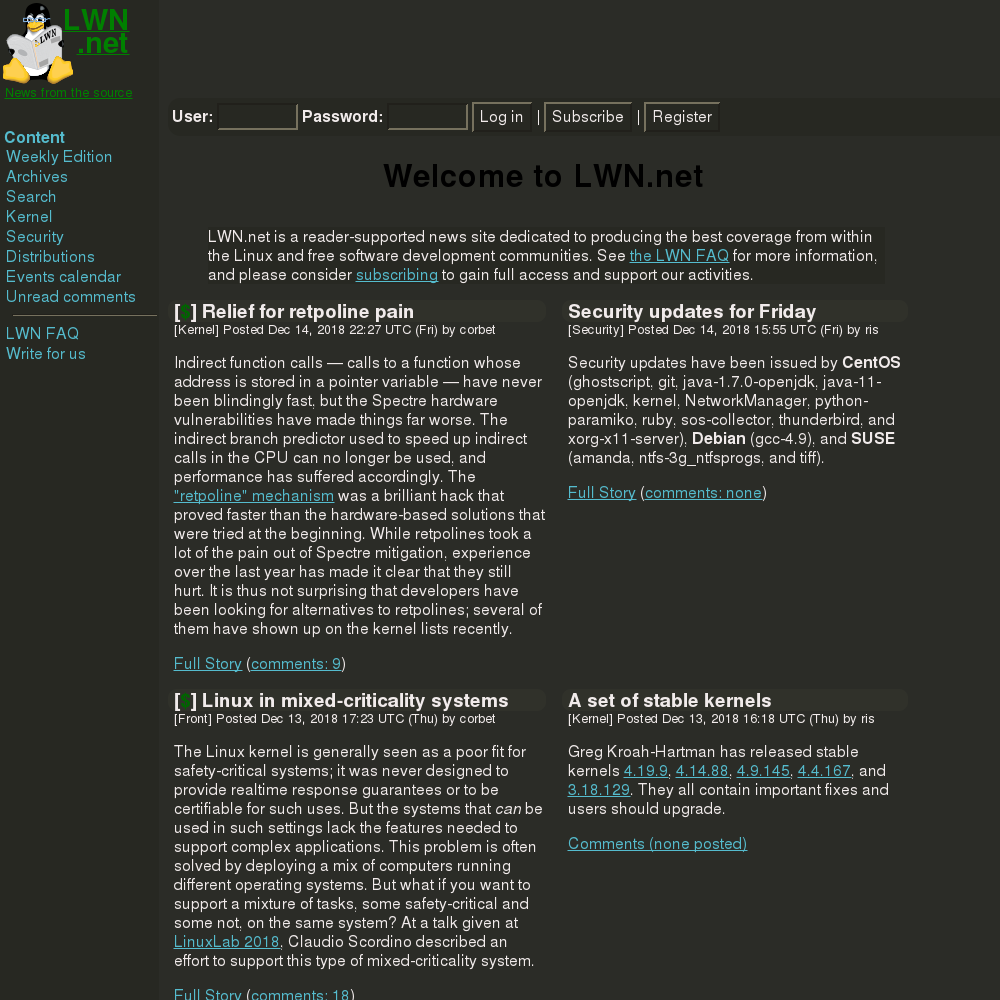 LWN
.net
News from the source
Content
Weekly Edition
Archives
Search
Kernel
Security
Distributions
Events calendar
Unread comments
LWN FAQ
Write for us
User: Password: Log in | Subscribe | Register
Welcome to LWN.net
LWN.net is a reader-supported news site dedicated to producing the best coverage from within
the Linux and free software development communities. See the LWN FAQ for more information,
and please consider subscribing to gain full access and support our activities.
[$] Relief for retpoline pain
[Kernel] Posted Dec 14, 2018 22:27 UTC (Fri) by corbet
Indirect function calls — calls to a function whose
address is stored in a pointer variable — have never
been blindingly fast, but the Spectre hardware
vulnerabilities have made things far worse. The
indirect branch predictor used to speed up indirect
calls in the CPU can no longer be used, and
performance has suffered accordingly. The
"retpoline" mechanism was a brilliant hack that
proved faster than the hardware-based solutions that
were tried at the beginning. While retpolines took a
lot of the pain out of Spectre mitigation, experience
over the last year has made it clear that they still
hurt. It is thus not surprising that developers have
been looking for alternatives to retpolines; several of
them have shown up on the kernel lists recently.
Full Story (comments: 9)
Security updates for Friday
[Security] Posted Dec 14, 2018 15:55 UTC (Fri) by ris
Security updates have been issued by CentOS
(ghostscript, git, java-1.7.0-openjdk, java-11-
openjdk, kernel, NetworkManager, python-
paramiko, ruby, sos-collector, thunderbird, and
xorg-x11-server), Debian (gcc-4.9), and SUSE
(amanda, ntfs-3g_ntfsprogs, and tiff).
Full Story (comments: none)
[$] Linux in mixed-criticality systems
[Front] Posted Dec 13, 2018 17:23 UTC (Thu) by corbet
The Linux kernel is generally seen as a poor fit for
safety-critical systems; it was never designed to
provide realtime response guarantees or to be
certifiable for such uses. But the systems that can be
used in such settings lack the features needed to
support complex applications. This problem is often
solved by deploying a mix of computers running
different operating systems. But what if you want to
support a mixture of tasks, some safety-critical and
some not, on the same system? At a talk given at
LinuxLab 2018, Claudio Scordino described an
effort to support this type of mixed-criticality system.
Full Story (comments: 18)
A set of stable kernels
[Kernel] Posted Dec 13, 2018 16:18 UTC (Thu) by ris
Greg Kroah-Hartman has released stable
kernels 4.19.9, 4.14.88, 4.9.145, 4.4.167, and
3.18.129. They all contain important fixes and
users should upgrade.
Comments (none posted)